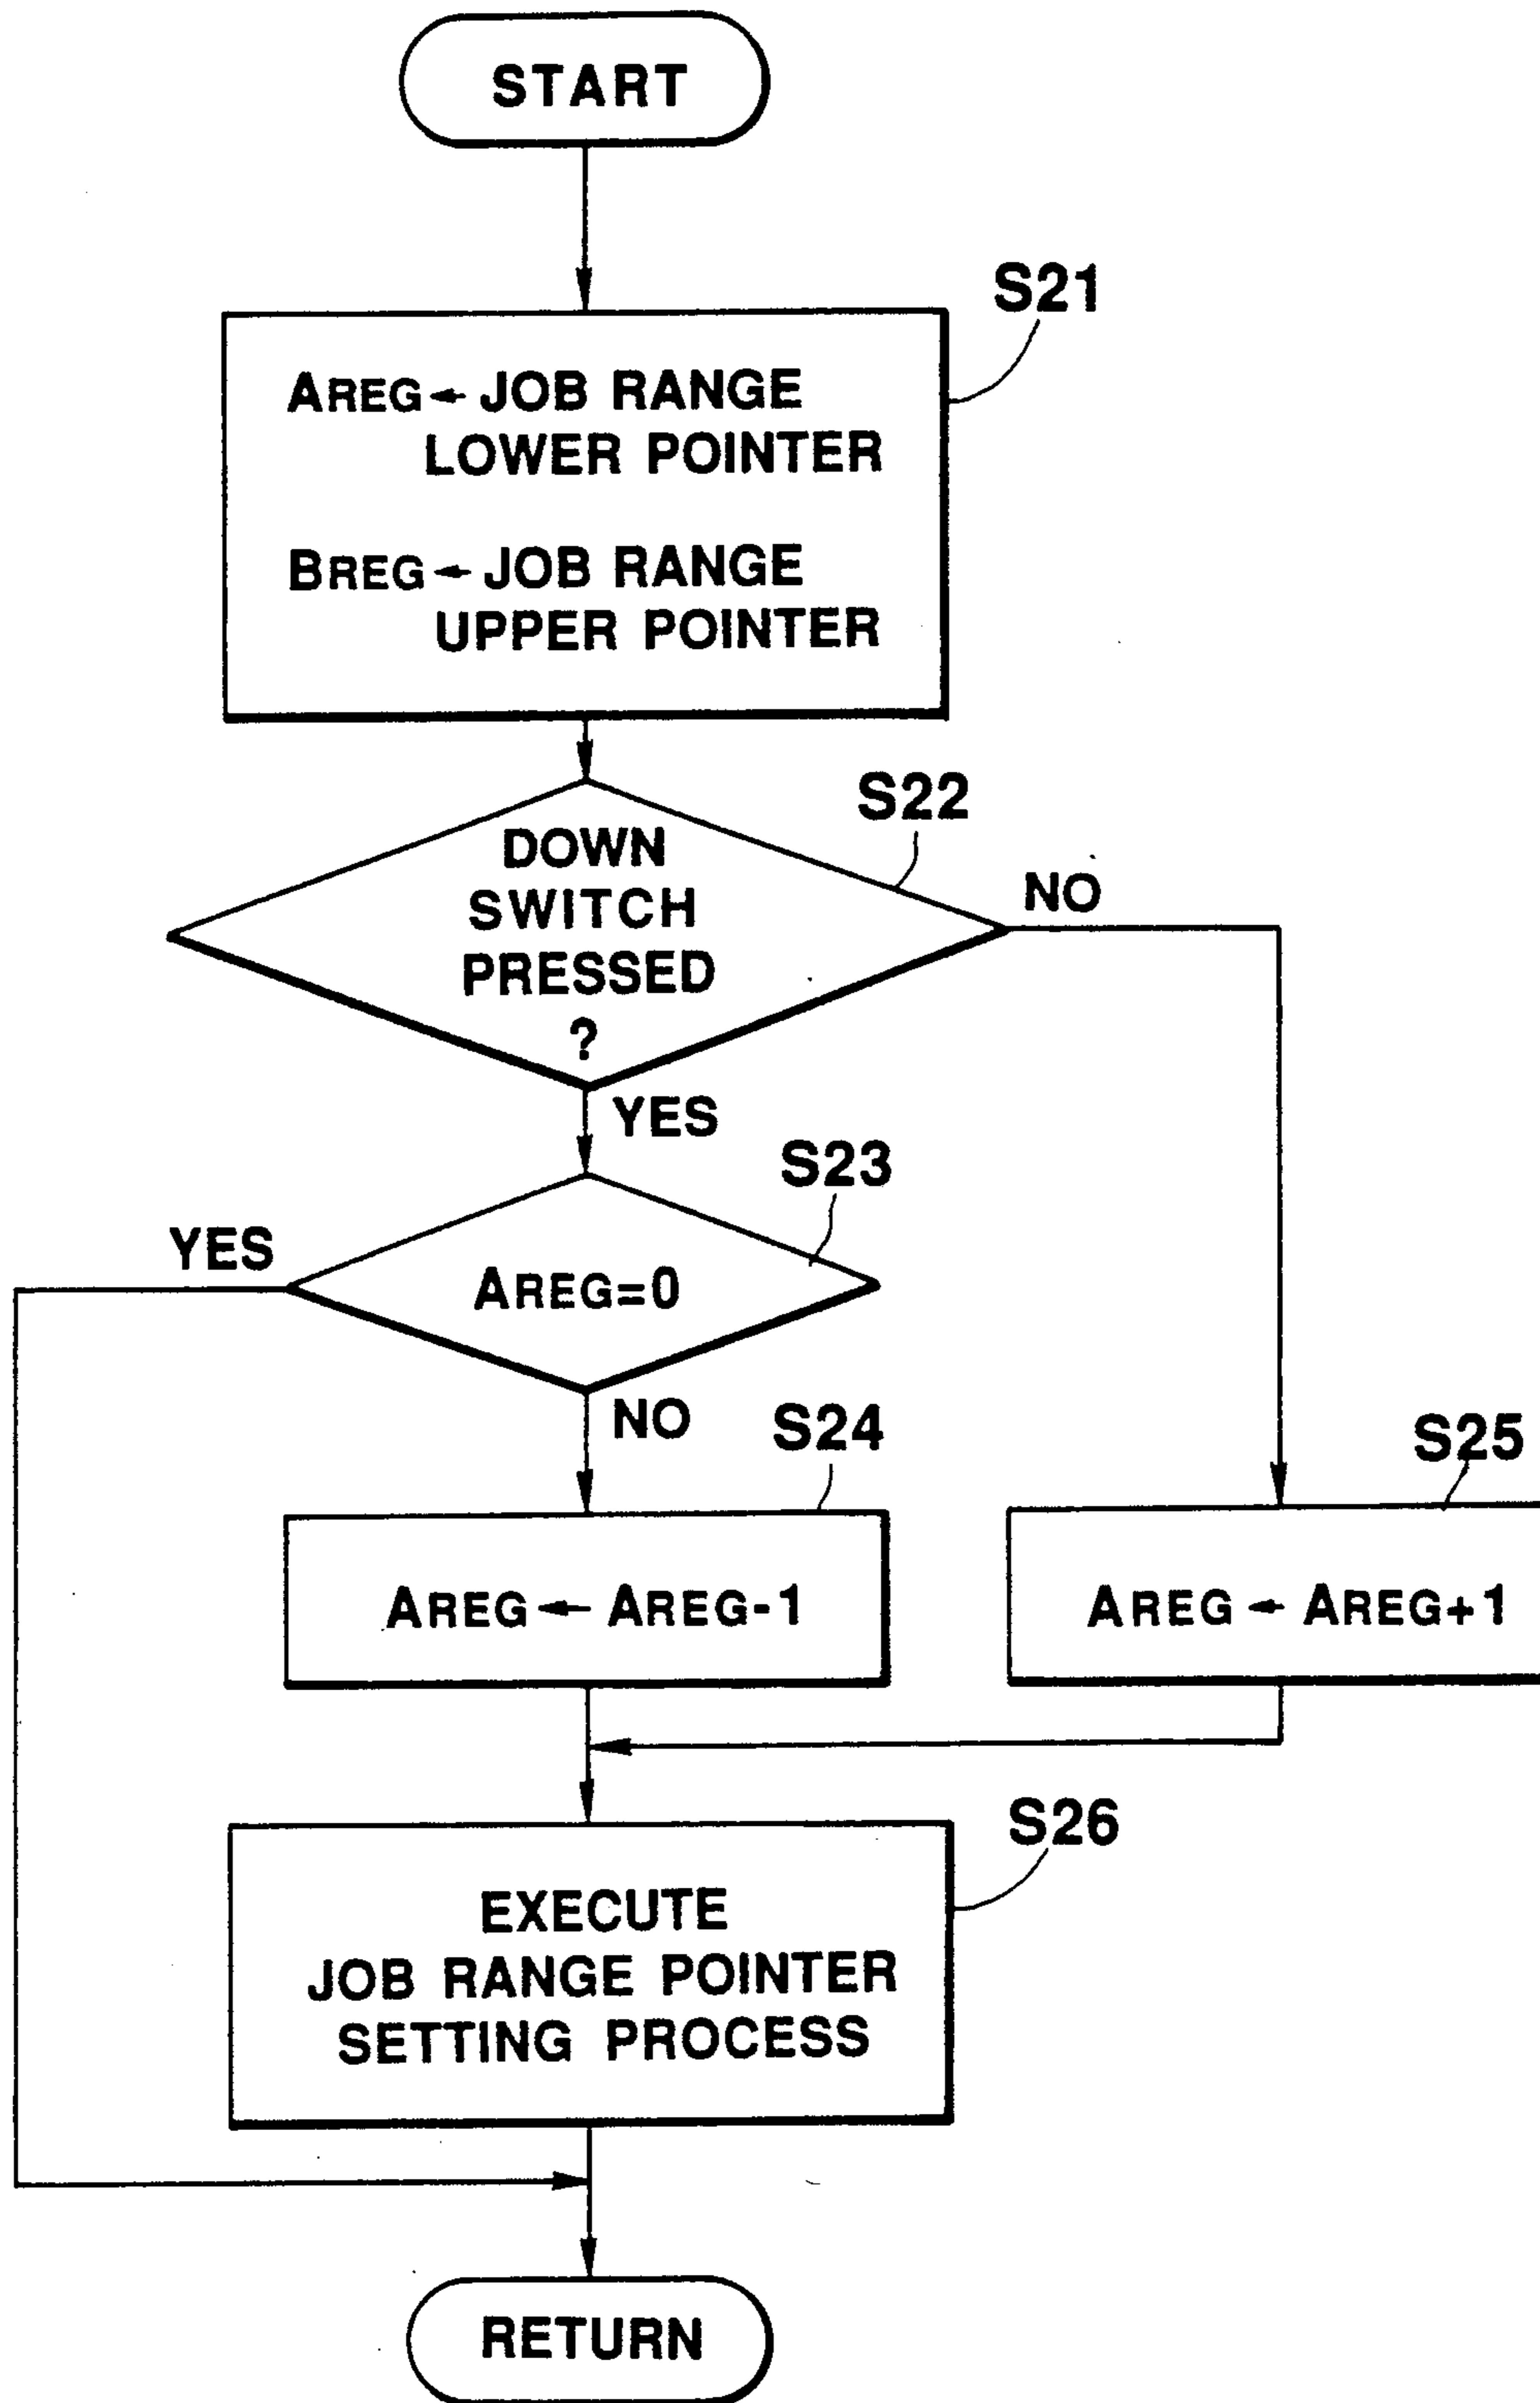 START
S21
AREG←JOB RANGE
LOWER POINTER
BREG←JOB RANGE
UPPER POINTER
S22
DOWN
SWITCH
PRESSED
?
NO
YES
S23
YES
AREG=0
NO
S24
S25
AREG←AREG-1
AREG←AREG+1
S26
EXECUTE
JOB RANGE POINTER
SETTING PROCESS
RETURN